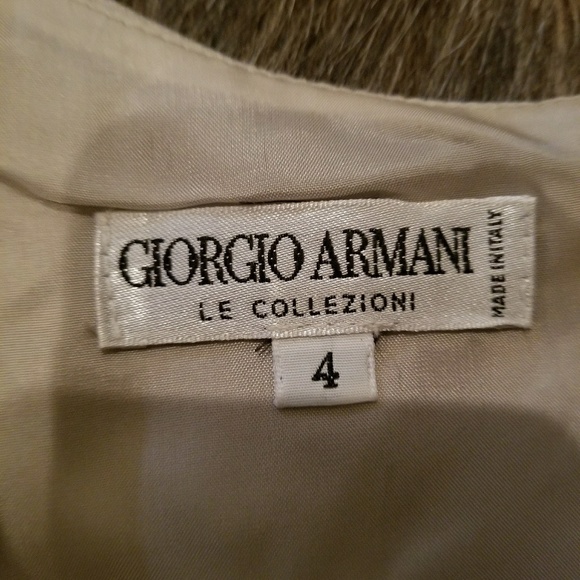 GIORGIO ARMANI
LE COLLEZIONI
MADE IN ITALY
4